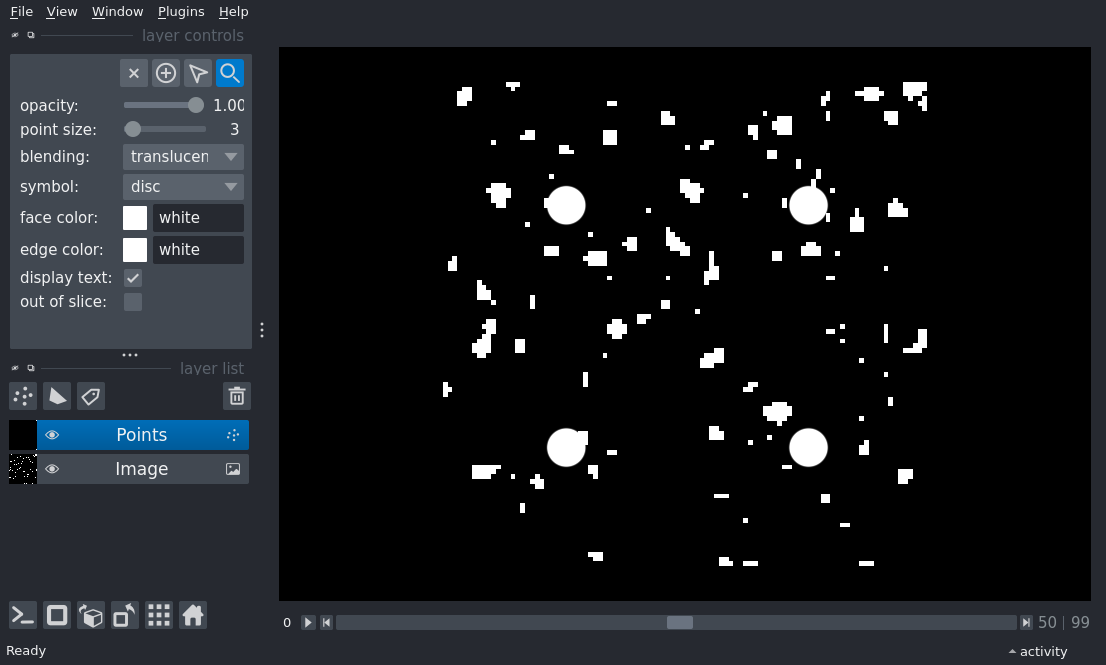 File View Window Plugins Help
layer controls
opacity: 1.00
point size: 3
blending: translucen
symbol: disc
face color: white
edge color: white
display text:
out of slice:
layer list
Points
Image
0 50 | 99
Ready activity